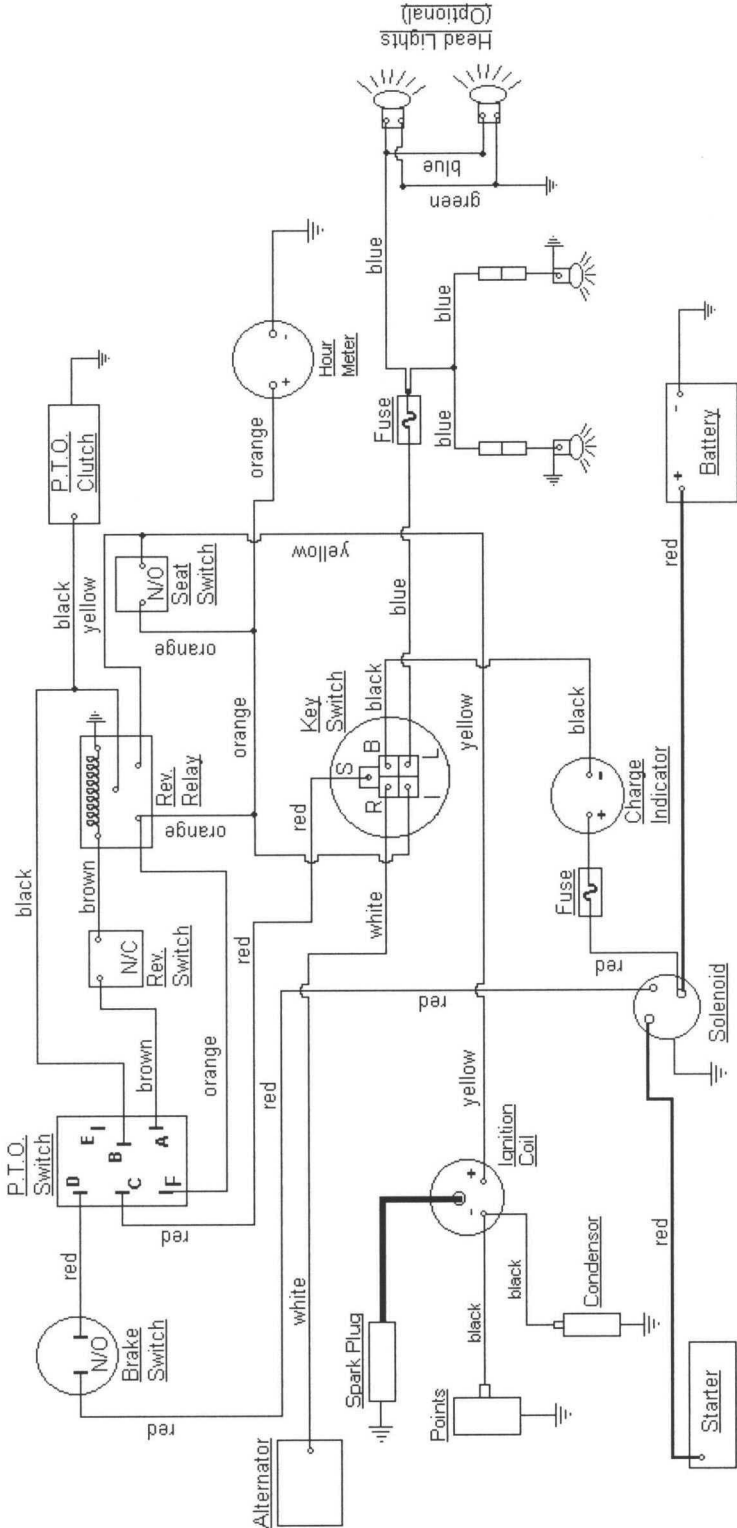 P.T.O.
Switch
D
E
B
C
A
F
Brake
Switch
N/O
red
red
red
red
brown
N/C
Rev.
Switch
brown
orange
black
Rev.
Relay
orange
black
yellow
P.T.O.
Clutch
N/O
Seat
Switch
orange
yellow
orange
orange
Hour
Meter
+
-
red
Key
Switch
S
R
B
I
L
white
white
Alternator
black
blue
Fuse
blue
blue
blue
green
blue
Head Lights
(Optional)
yellow
yellow
Ignition
Coil
-
+
Spark Plug
black
black
Points
Condensor
red
black
Charge
Indicator
+
-
Fuse
red
Solenoid
red
Battery
+
-
red
Starter